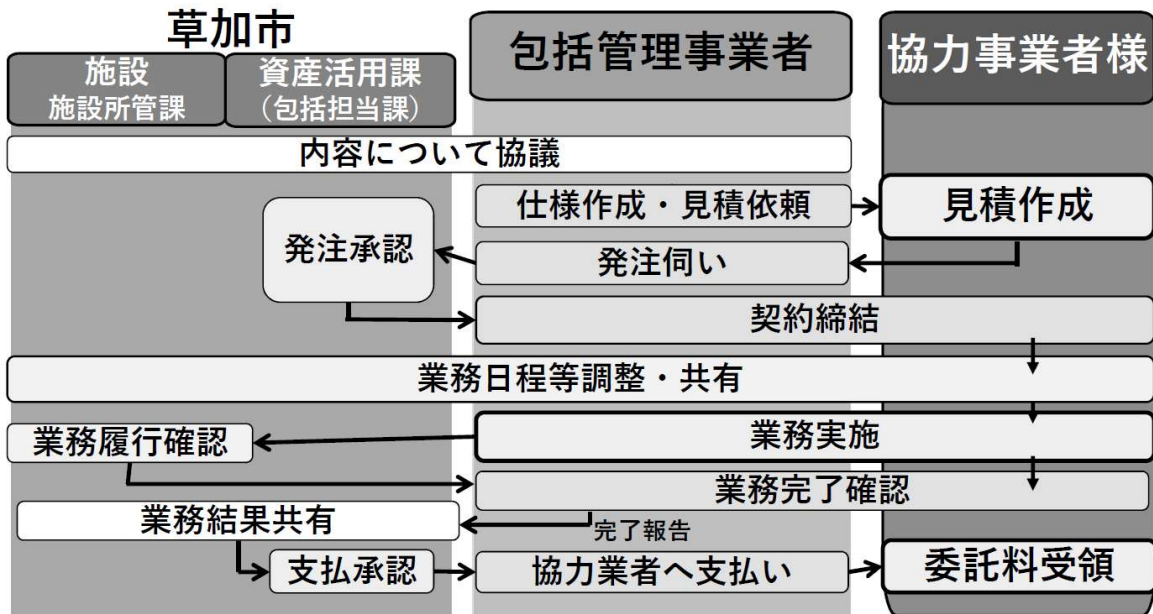 草加市
施設
施設所管課
資産活用課
(包括担当課)
包括管理事業者
協力事業者様
内容について協議
仕様作成・見積依頼
見積作成
発注承認
発注伺い
契約締結
業務日程等調整・共有
業務履行確認
業務実施
業務完了確認
業務結果共有
完了報告
支払承認
協力業者へ支払い
委託料受領